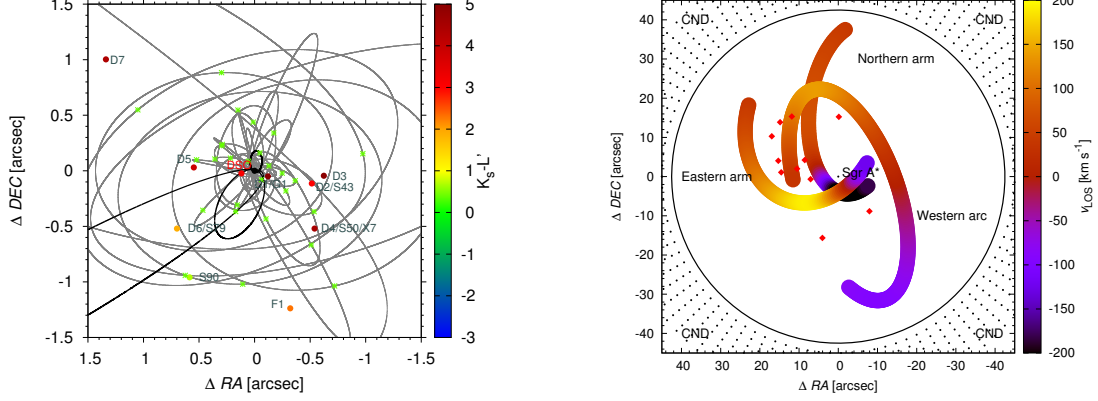 1.5
1
0.5
0
-0.5
-1
-1.5
Δ DEC [arcsec]
1.5
1
0.5
0
-0.5
-1
-1.5
Δ RA [arcsec]
D7
D5
D3
D2/S43
D6/S79
D4/S50/X7
S90
F1
5
4
3
2
1
0
-1
-2
-3
Ks-L'
40
30
20
10
0
-10
-20
-30
-40
Δ DEC [arcsec]
40
30
20
10
0
-10
-20
-30
-40
Δ RA [arcsec]
CND
CND
Northern arm
Eastern arm
Sgr A*
Western arc
CND
CND
200
150
100
50
0
-50
-100
-150
-200
vLOS [km s-1]